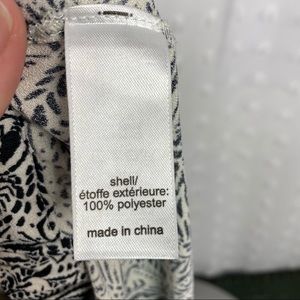 shell/
étoffe extérieure:
100% polyester
made in china